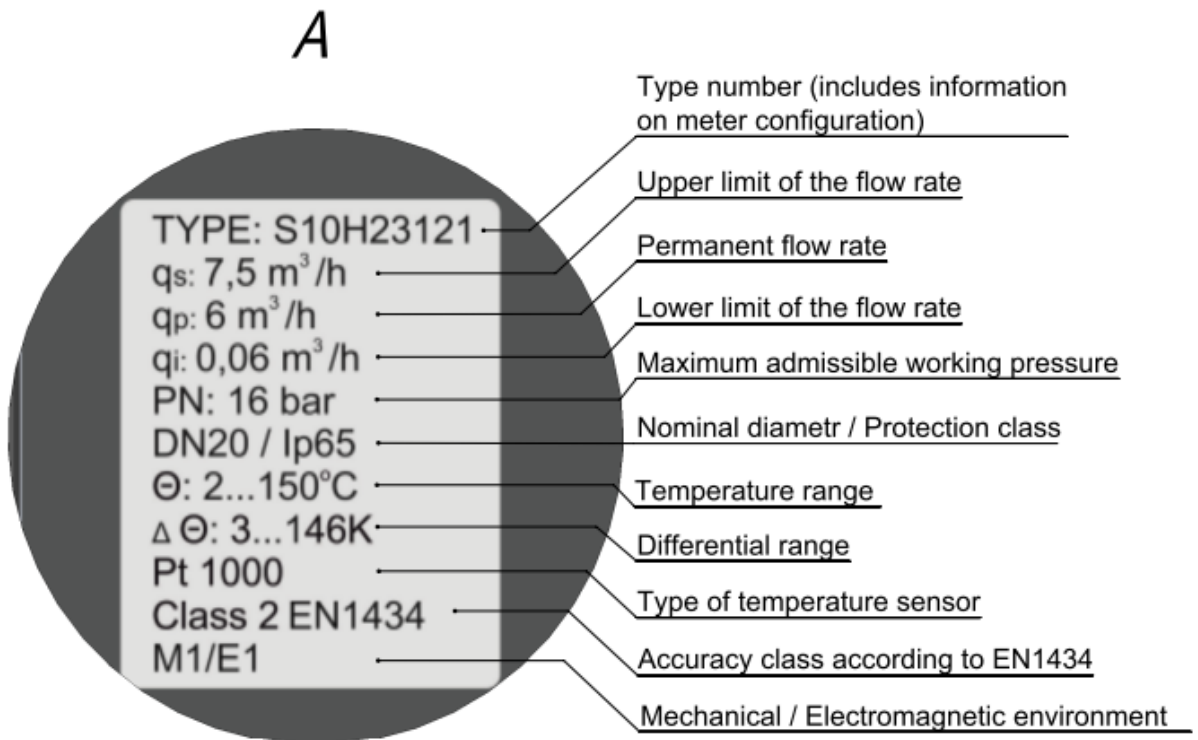 A
Type number (includes information
on meter configuration)
Upper limit of the flow rate
Permanent flow rate
Lower limit of the flow rate
Maximum admissible working pressure
Nominal diametr / Protection class
Temperature range
Differential range
Type of temperature sensor
Accuracy class according to EN1434
Mechanical / Electromagnetic environment
TYPE: S10H23121
qs: 7,5 m³/h
qp: 6 m³/h
qi: 0,06 m³/h
PN: 16 bar
DN20 / Ip65
Θ: 2...150°C
Δ Θ: 3...146K
Pt 1000
Class 2 EN1434
M1/E1